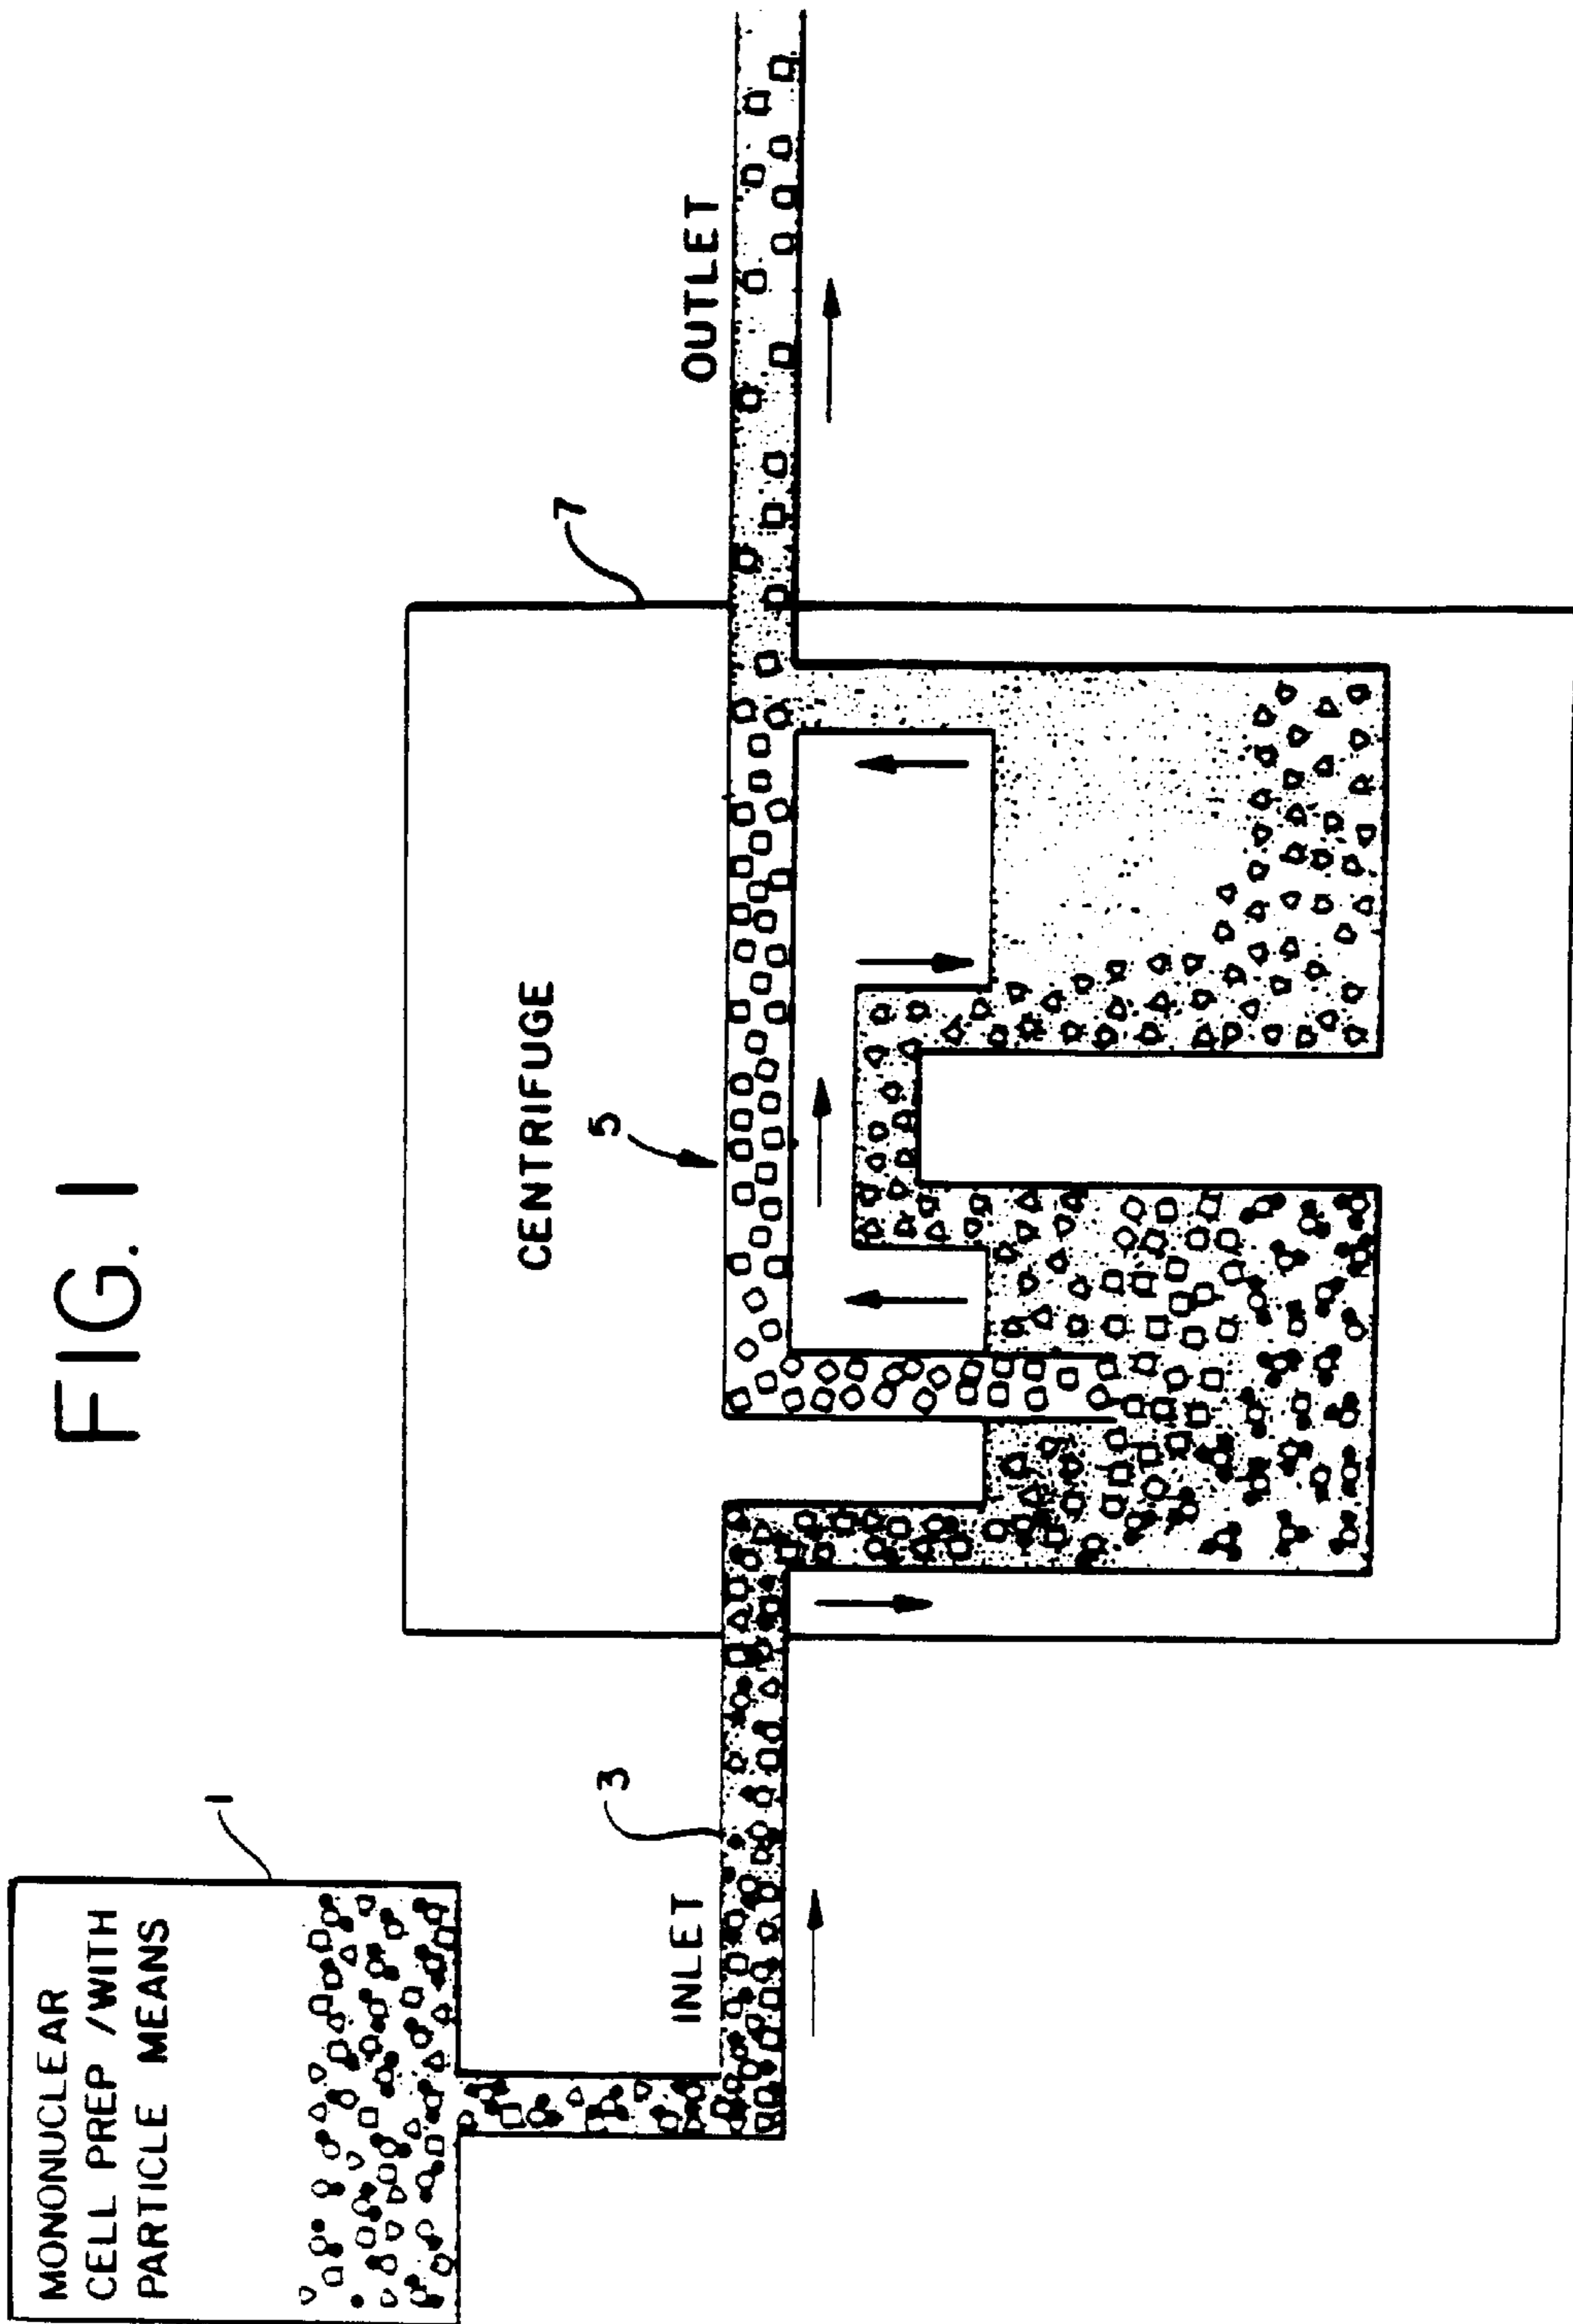 FIG. 1
MONONUCLEAR
CELL PREP /WITH
PARTICLE MEANS
1
INLET
3
CENTRIFUGE
5
7
OUTLET